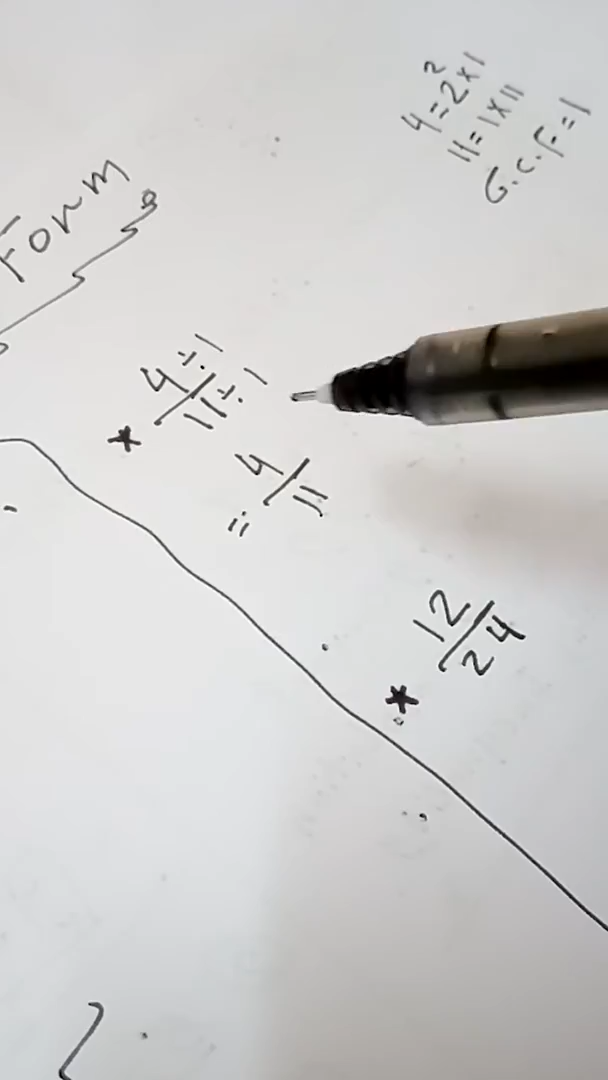 Form
4 = 2² × 1
11 = 1 × 11
G.C.F = 1
* 4 ÷ 1 / 11 ÷ 1
= 4 / 11
* 12 / 24